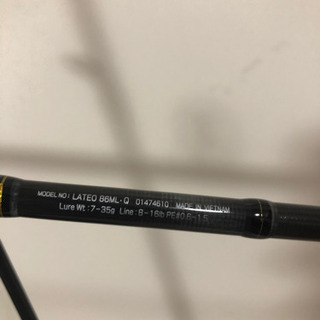 MODEL NO: LATEO 86ML・Q 01474610 MADE IN VIETNAM
Lure Wt: 7-35g Line: 8-16lb PE#0.8-1.5